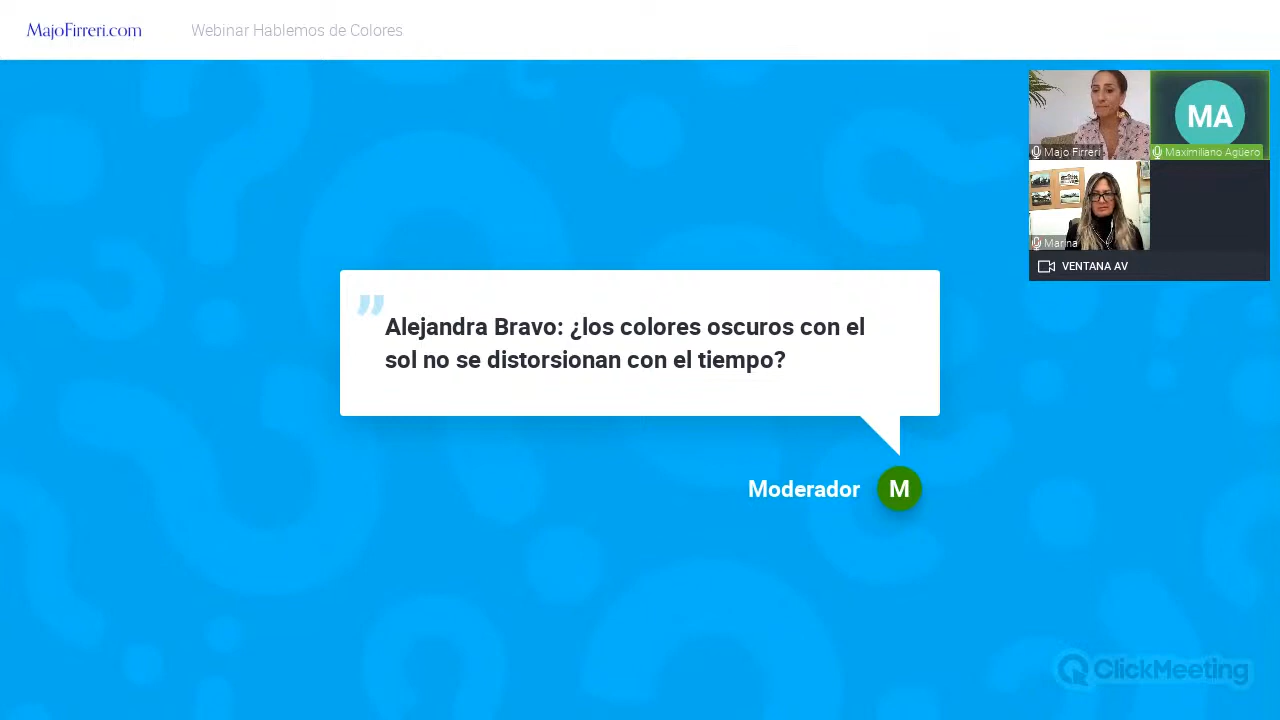 MajoFirreri.com
Webinar Hablemos de Colores
MA
Majo Firreri
Maximiliano Agüero
Marina
VENTANA AV
"
Alejandra Bravo: ¿los colores oscuros con el
sol no se distorsionan con el tiempo?
Moderador
M
ClickMeeting